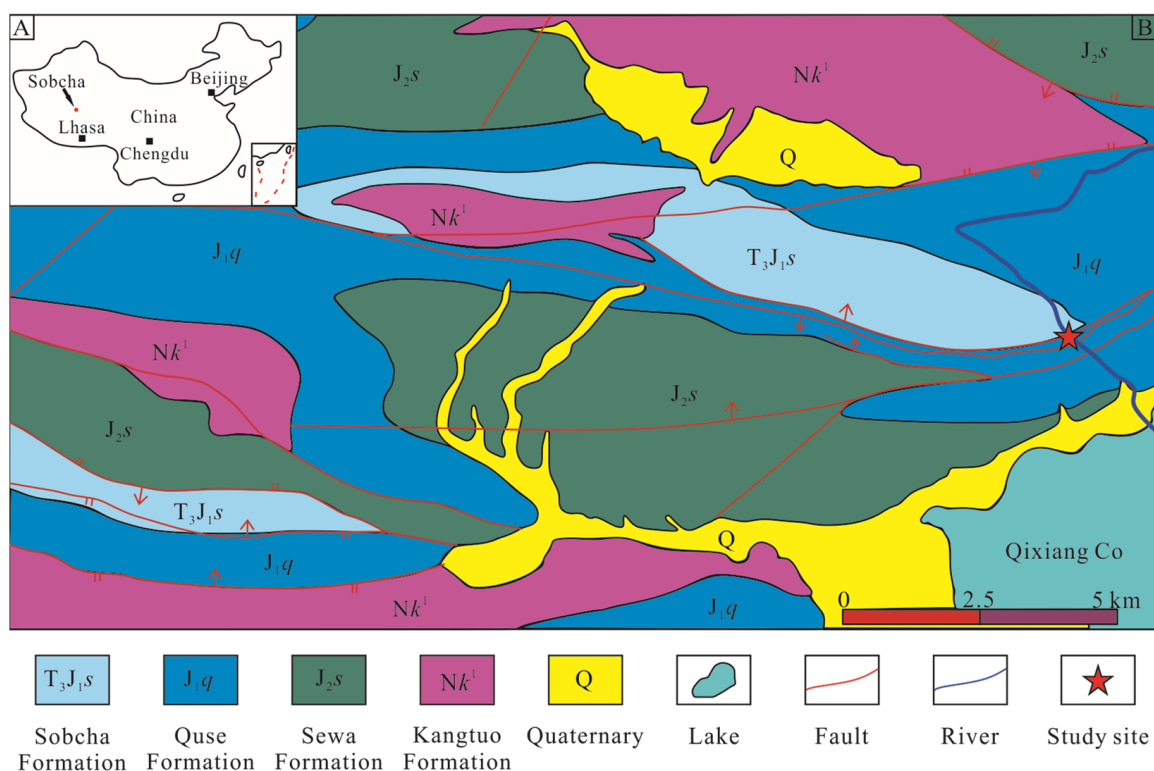 A
B
Sobcha
Beijing
China
Lhasa
Chengdu
J₂s
Nk¹
J₂s
Q
Nk¹
J₁q
T₃J₁s
J₁q
Nk¹
J₂s
J₂s
T₃J₁s
J₁q
Q
Qixiang Co
Nk¹
J₁q
0 2.5 5 km
T₃J₁s J₁q J₂s Nk¹ Q
Sobcha Formation
Quse Formation
Sewa Formation
Kangtuo Formation
Quaternary
Lake
Fault
River
Study site